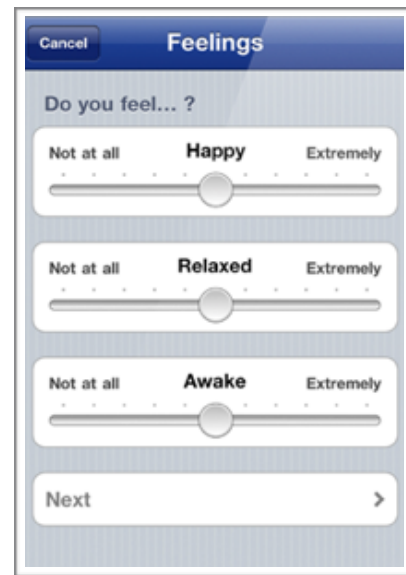 Cancel Feelings
Do you feel... ?
Not at all Happy Extremely
Not at all Relaxed Extremely
Not at all Awake Extremely
Next